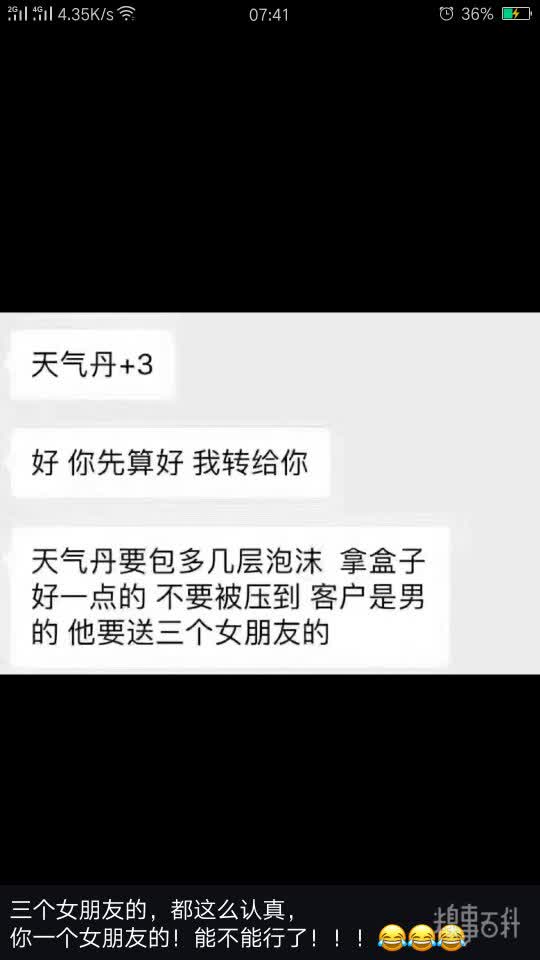 2G 4G 4.35K/s 07:41 36%
天气丹+3
好 你先算好 我转给你
天气丹要包多几层泡沫 拿盒子
好一点的 不要被压到 客户是男
的 他要送三个女朋友的
三个女朋友的，都这么认真，
你一个女朋友的！能不能行了！！！😂😂😂
糗事百科